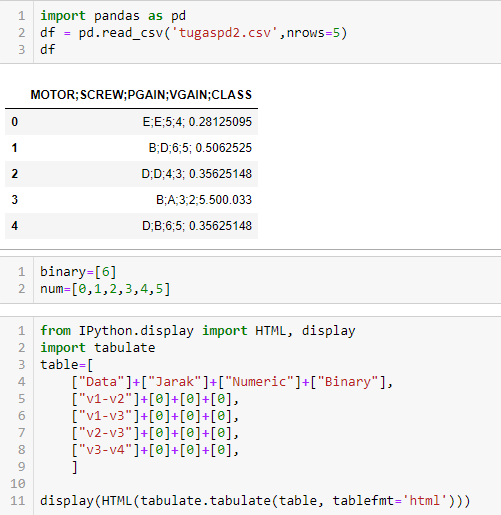 1 import pandas as pd
2 df = pd.read_csv('tugaspd2.csv',nrows=5)
3 df
MOTOR;SCREW;PGAIN;VGAIN;CLASS
0 E;E;5;4; 0.28125095
1 B;D;6;5; 0.5062525
2 D;D;4;3; 0.35625148
3 B;A;3;2;5.500.033
4 D;B;6;5; 0.35625148
1 binary=[6]
2 num=[0,1,2,3,4,5]
1 from IPython.display import HTML, display
2 import tabulate
3 table=[
4     ["Data"]+["Jarak"]+["Numeric"]+["Binary"],
5     ["v1-v2"]+[0]+[0]+[0],
6     ["v1-v3"]+[0]+[0]+[0],
7     ["v2-v3"]+[0]+[0]+[0],
8     ["v3-v4"]+[0]+[0]+[0],
9     ]
10
11 display(HTML(tabulate.tabulate(table, tablefmt='html')))